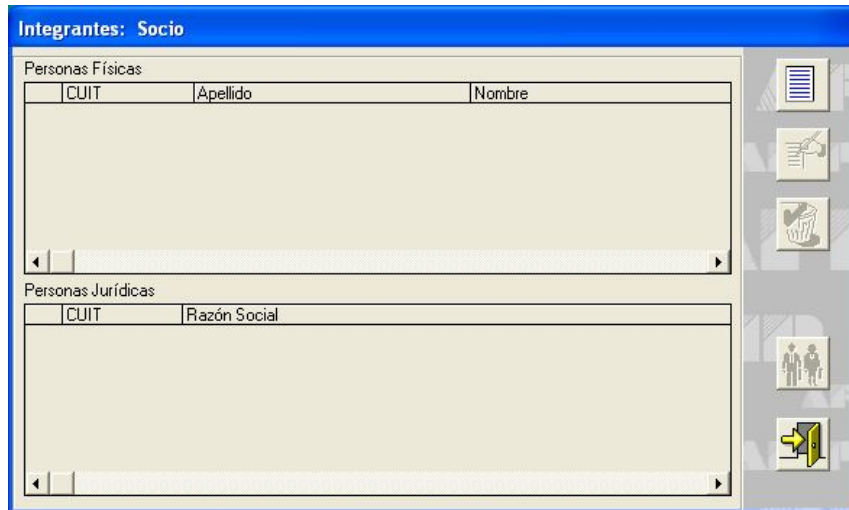 Integrantes: Socio
Personas Físicas
CUIT Apellido Nombre
Personas Jurídicas
CUIT Razón Social